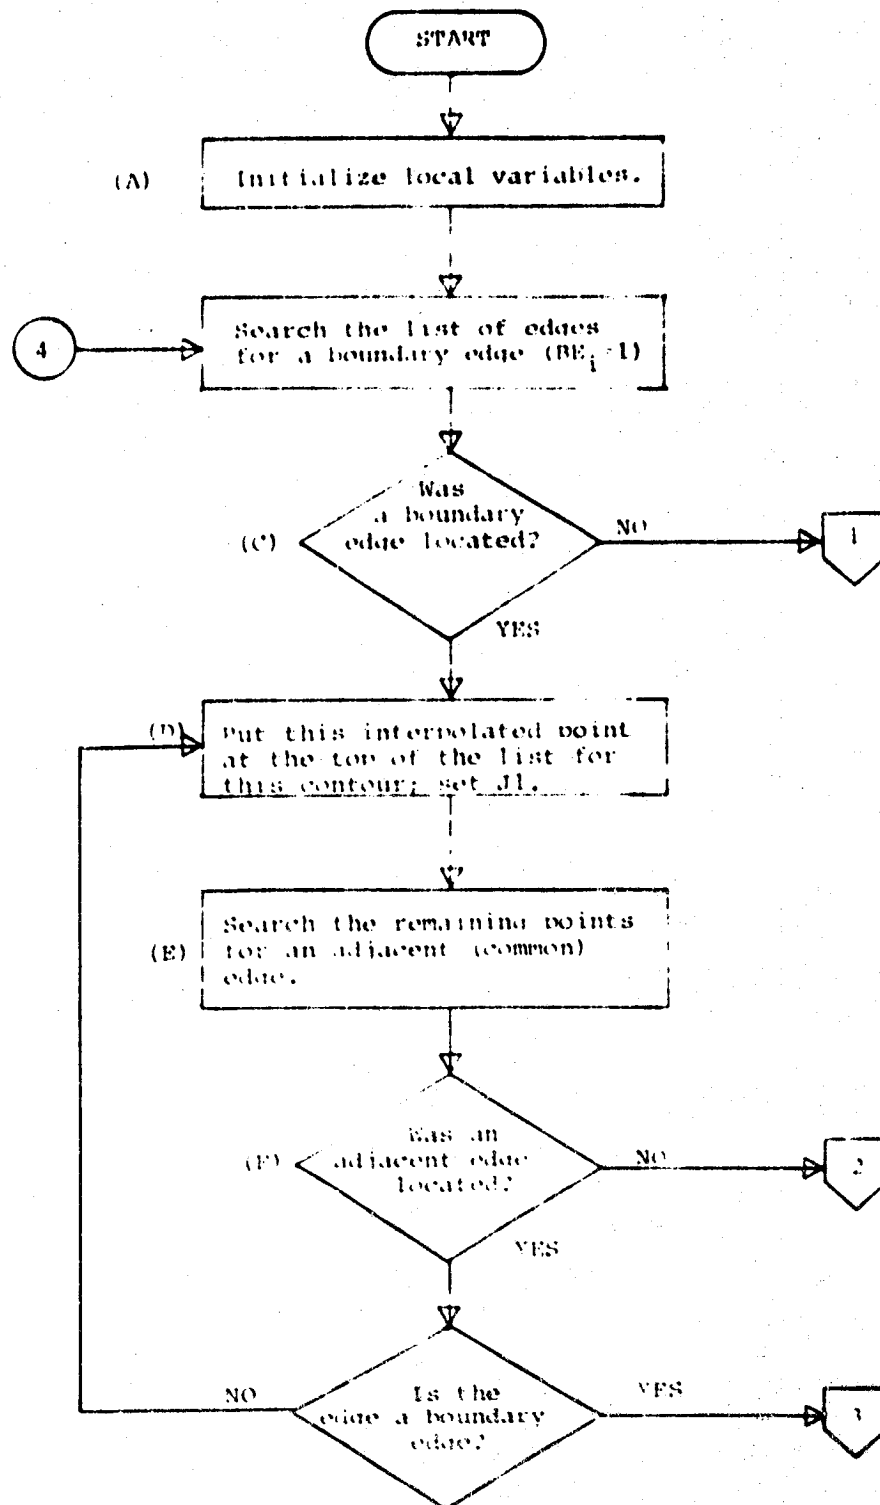 START
(A)
Initialize local variables.
4
Search the list of edges
for a boundary edge (BEi=1)
Was
a boundary
edge located?
(C)
NO
1
YES
(D)
Put this interpolated point
at the top of the list for
this contour; set J1.
Search the remaining points
(E)
for an adjacent (common)
edge.
Was an
(F)
adjacent edge
located?
NO
2
YES
NO
Is the
edge a boundary
edge?
YES
3